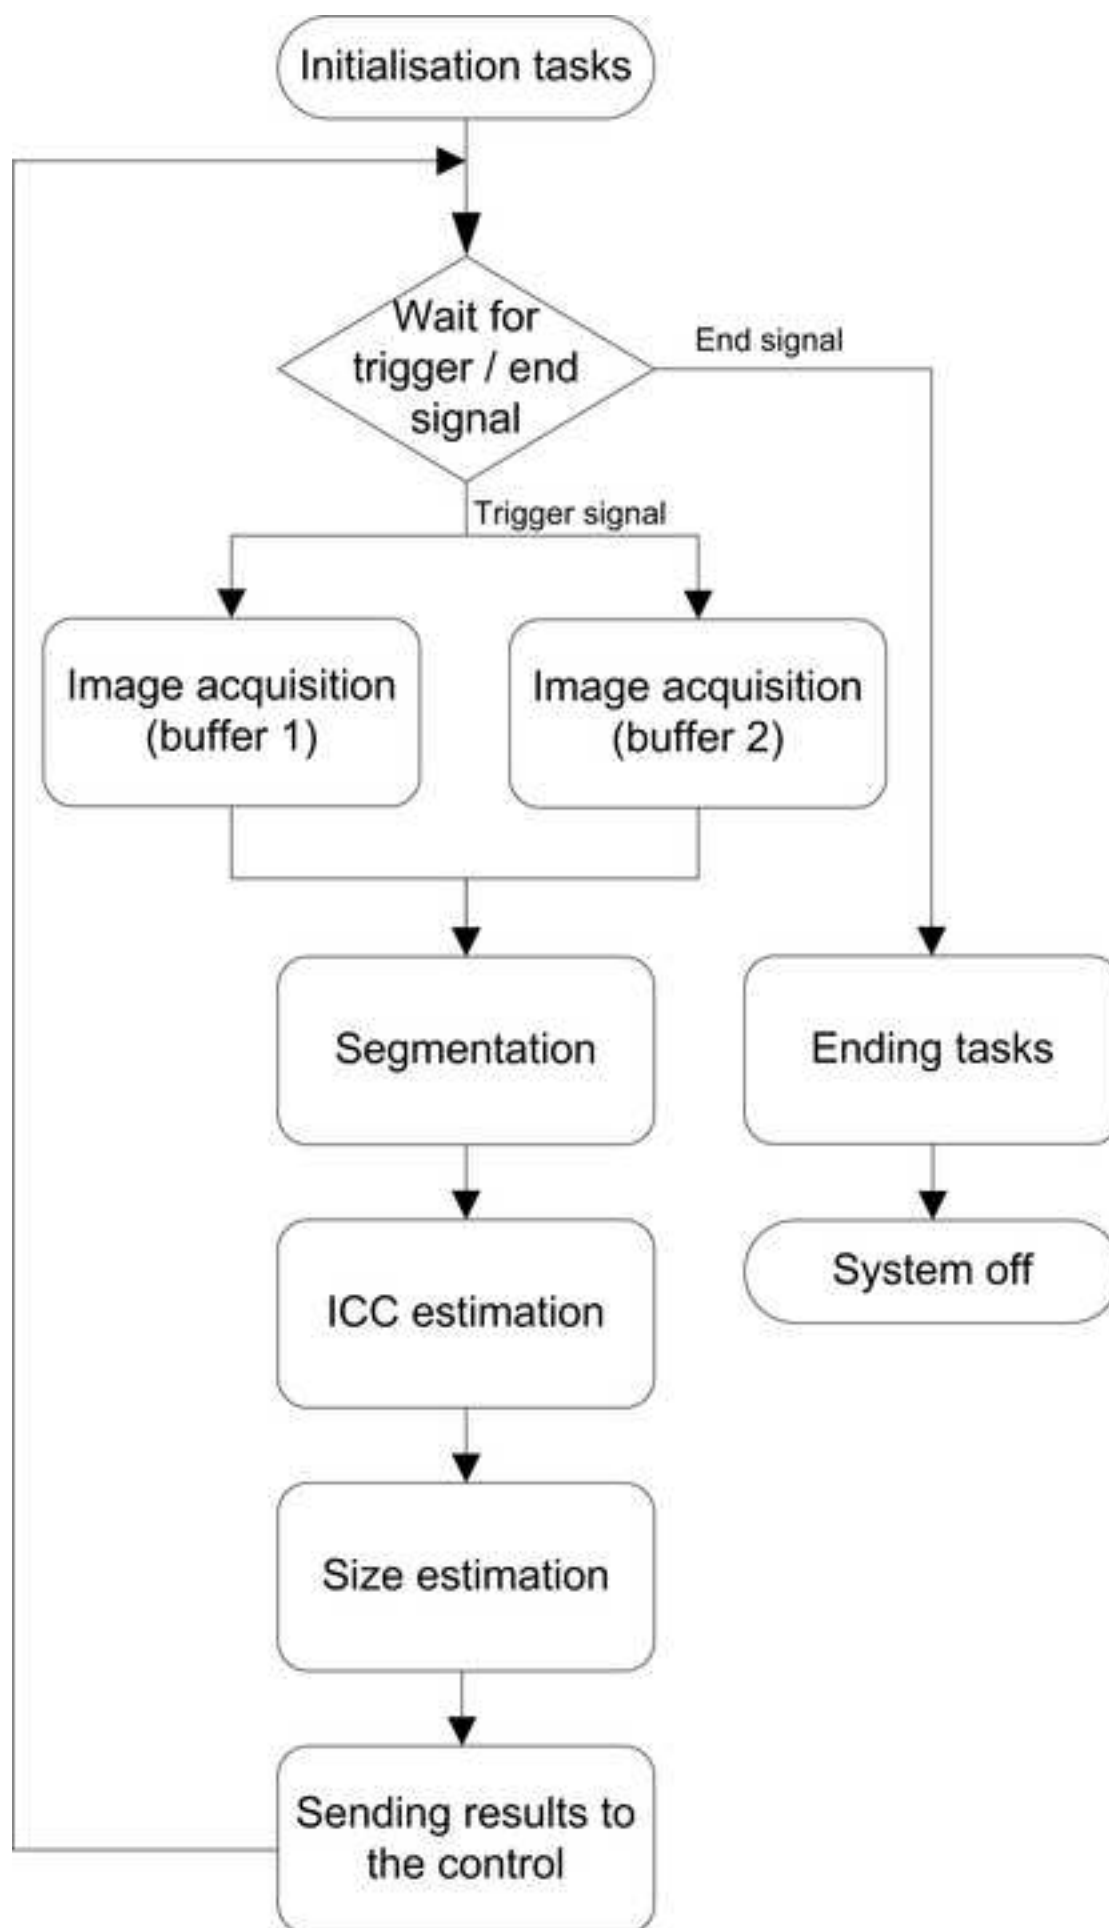 Initialisation tasks
Wait for
trigger / end
signal
End signal
Trigger signal
Image acquisition
(buffer 1)
Image acquisition
(buffer 2)
Segmentation
Ending tasks
ICC estimation
System off
Size estimation
Sending results to
the control